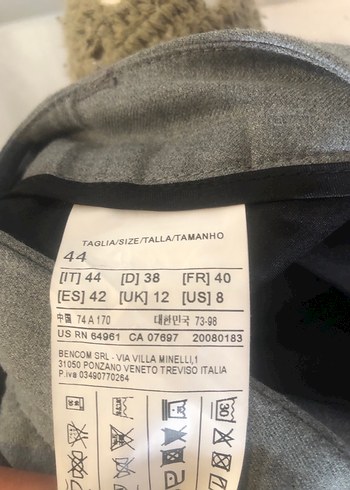 TAGLIA/SIZE/TALLA/TAMANHO
44
[IT] 44 [D] 38 [FR] 40
[ES] 42 [UK] 12 [US] 8
中國 74 A 170 대한민국 73-98
US RN 64961 CA 07697 20080183
BENCOM SRL - VIA VILLA MINELLI,1
31050 PONZANO VENETO TREVISO ITALIA
P.iva 03490770264
30